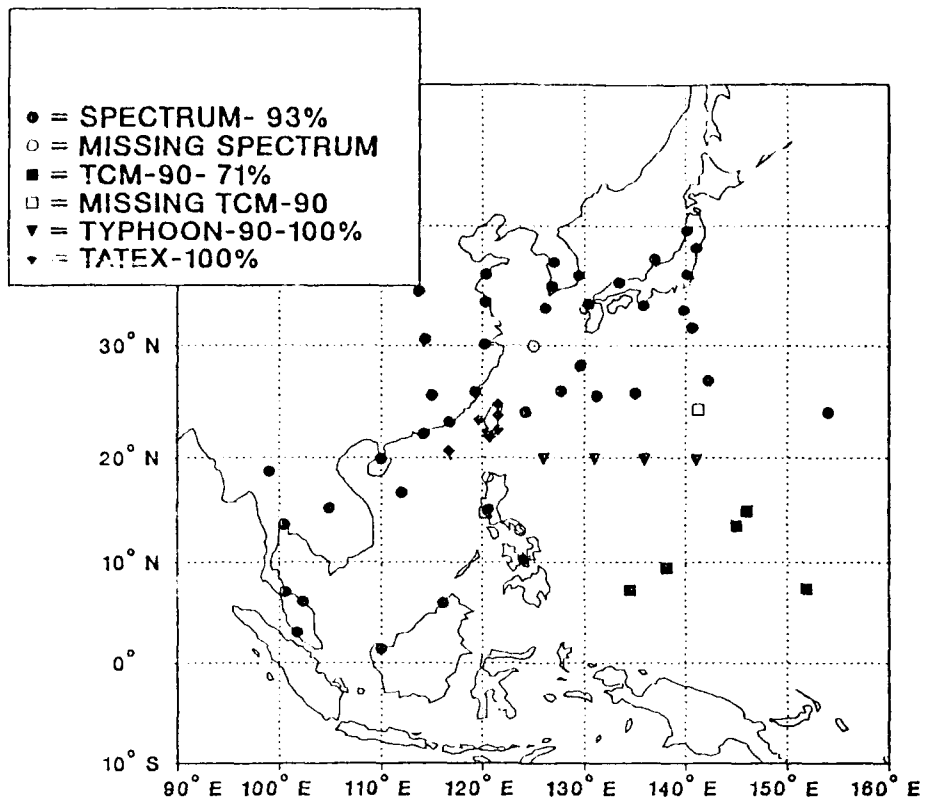 ● = SPECTRUM- 93%
○ = MISSING SPECTRUM
■ = TCM-90- 71%
□ = MISSING TCM-90
▼ = TYPHOON-90-100%
♦ = TATEX-100%
30° N
20° N
10° N
0°
10° S
90° E 100° E 110° E 120° E 130° E 140° E 150° E 160° E